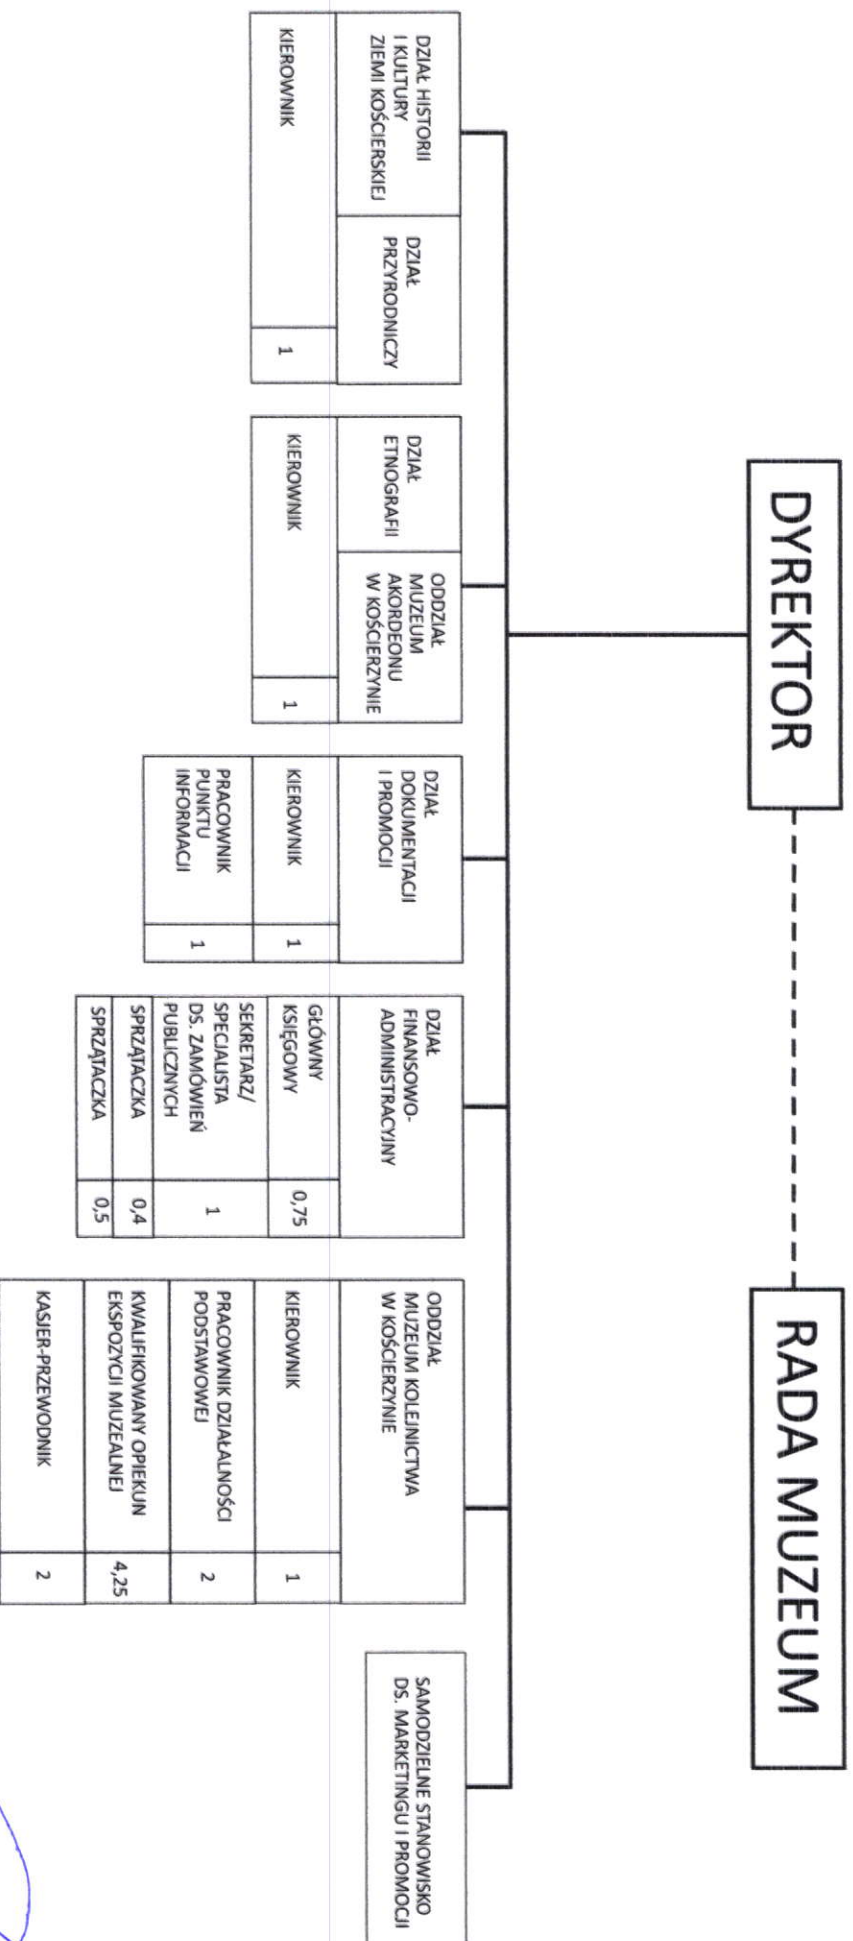 DYREKTOR
RADA MUZEUM
DZIAŁ HISTORII
I KULTURY
ZIEMI KOŚCIERSKIEJ
DZIAŁ
PRZYRODNICZY
KIEROWNIK
1
DZIAŁ
ETNOGRAFII
ODDZIAŁ
MUZEUM
AKORDEONU
W KOŚCIERZYNIE
KIEROWNIK
1
DZIAŁ
DOKUMENTACJI
I PROMOCJI
KIEROWNIK
1
PRACOWNIK
PUNKTU
INFORMACJI
1
DZIAŁ
FINANSOWO-
ADMINISTRACYJNY
GŁÓWNY
KSIĘGOWY
0,75
SEKRETARZ/
SPECJALISTA
DS. ZAMÓWIEŃ
PUBLICZNYCH
1
SPRZĄTACZKA
0,4
SPRZĄTACZKA
0,5
ODDZIAŁ
MUZEUM KOLEJNICTWA
W KOŚCIERZYNIE
KIEROWNIK
1
PRACOWNIK DZIAŁALNOŚCI
PODSTAWOWEJ
2
KWALIFIKOWANY OPIEKUN
EKSPOZYCJI MUZEALNEJ
4,25
KASJER-PRZEWODNIK
2
SAMODZIELNE STANOWISKO
DS. MARKETINGU I PROMOCJI